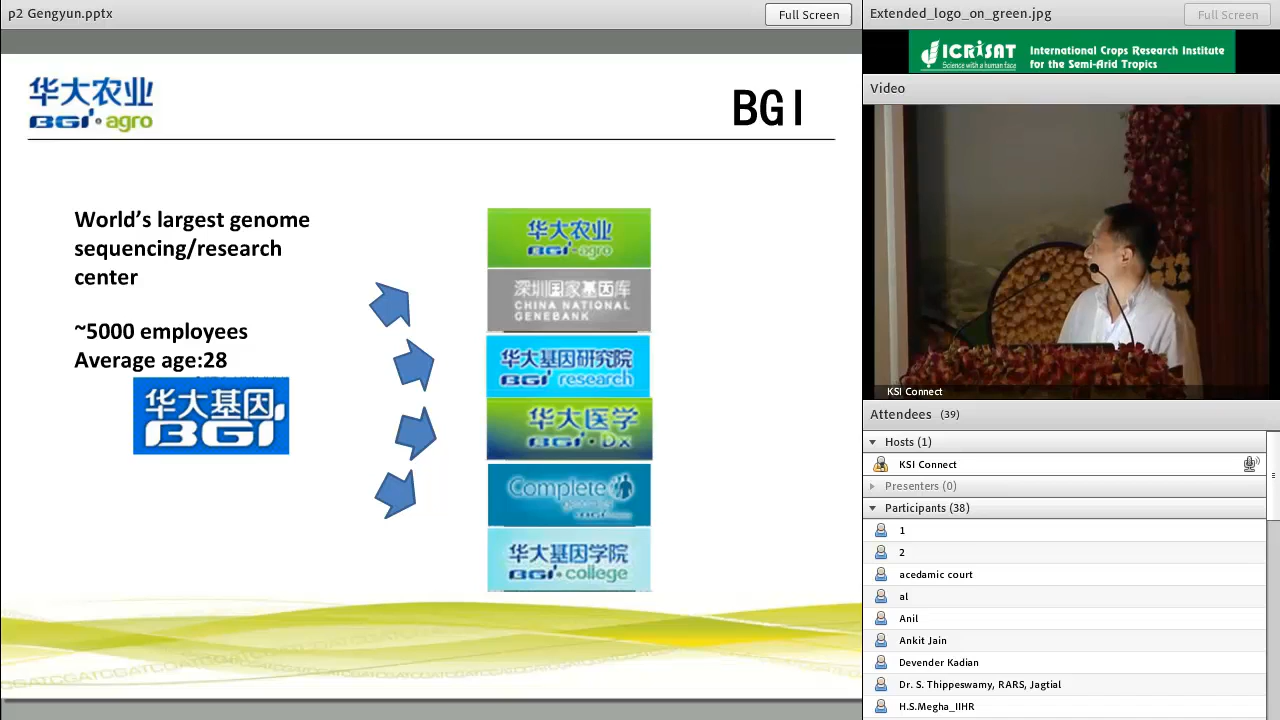 p2 Gengyun.pptx
Full Screen
华大农业
BGI·agro
BGI
World's largest genome
sequencing/research
center
~5000 employees
Average age:28
华大基因
BGI
华大农业
BGI·agro
深圳国家基因库
CHINA NATIONAL
GENEBANK
华大基因研究院
BGI research
华大医学
BGI·Dx
Complete
华大基因学院
BGI·college
Extended_logo_on_green.jpg
Full Screen
ICRISAT
Science with a human face
International Crops Research Institute
for the Semi-Arid Tropics
Video
KSI Connect
Attendees (39)
Hosts (1)
KSI Connect
Presenters (0)
Participants (38)
1
2
acedamic court
al
Anil
Ankit Jain
Devender Kadian
Dr. S. Thippeswamy, RARS, Jagtial
H.S.Megha_IIHR